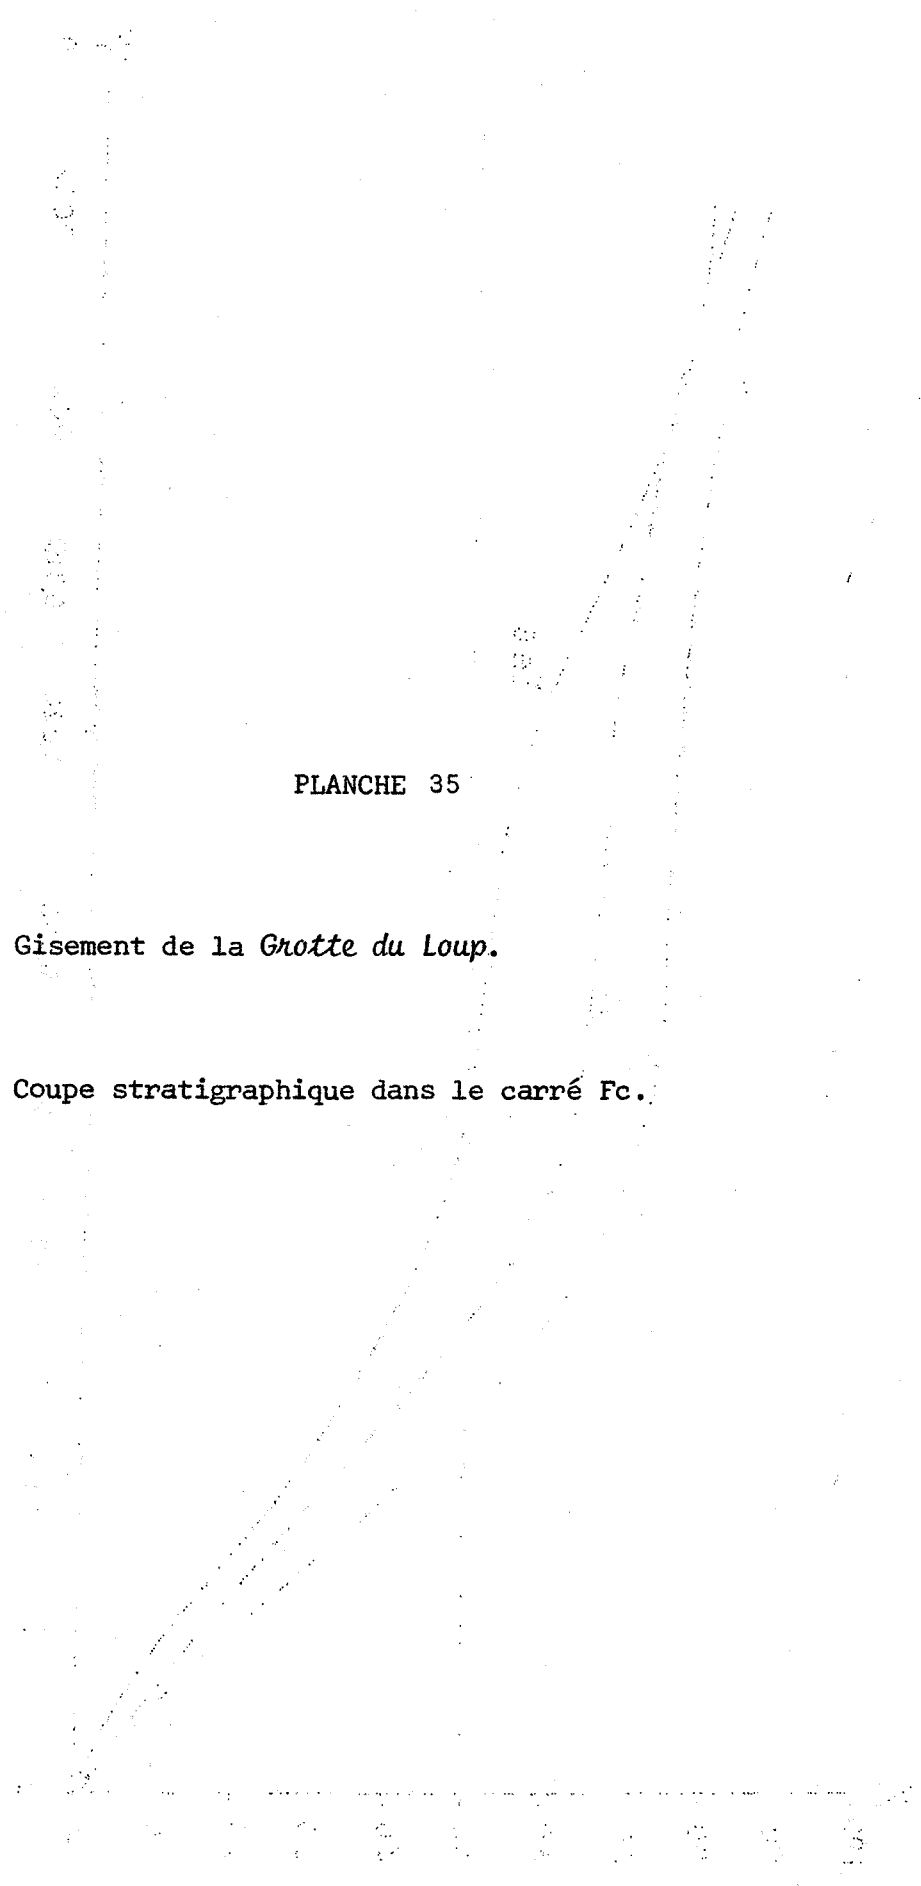 PLANCHE 35
Gisement de la Grotte du Loup.
Coupe stratigraphique dans le carré Fc.